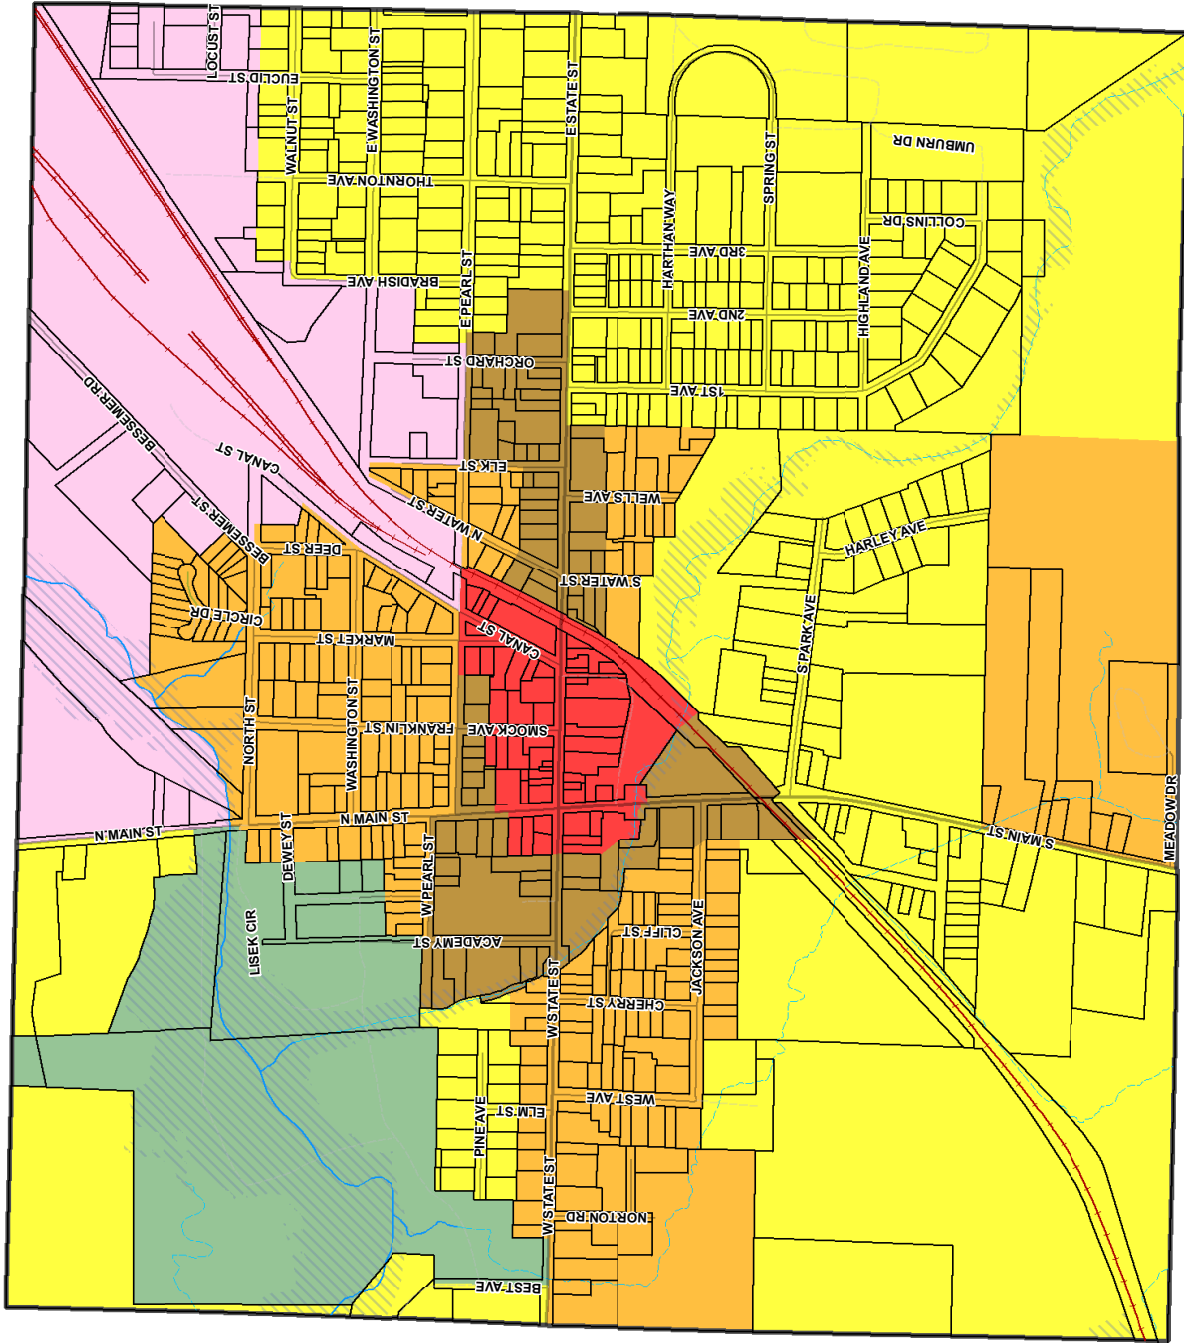 LOCUST ST
EUCLID ST
WALNUT ST
E WASHINGTON ST
E STATE ST
THORNTON AVE
SPRING ST
UMBURN DR
HARTHAN WAY
COLLINS DR
3RD AVE
BRADISH AVE
E PEARL ST
HIGHLAND AVE
2ND AVE
ORCHARD ST
1ST AVE
BESSEMER RD
CANAL ST
ELK ST
WELLS AVE
N WATER ST
BESSEMER ST
HARLEY AVE
DEER ST
S WATER ST
CIRCLE DR
MARKET ST
CANAL ST
S PARK AVE
NORTH ST
WASHINGTON ST
FRANKLIN ST
SMOCK AVE
N MAIN ST
N MAIN ST
DEWEY ST
S MAIN ST
MEADOW DR
W PEARL ST
LISEK CIR
ACADEMY ST
CLIFF ST
JACKSON AVE
W STATE ST
CHERRY ST
PINE AVE
ELM ST
WEST AVE
W STATE ST
NORTON RD
BEST AVE